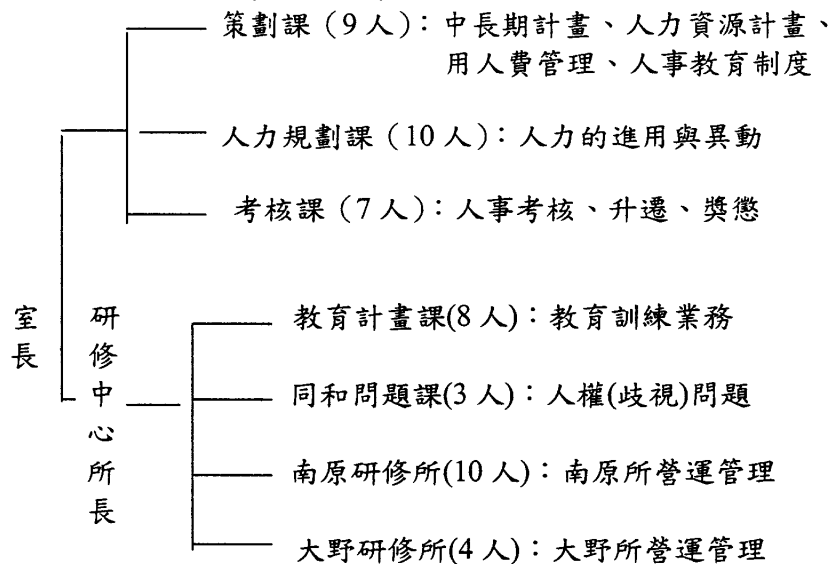 策劃課（9人）：中長期計畫、人力資源計畫、
用人費管理、人事教育制度
人力規劃課（10人）：人力的進用與異動
考核課（7人）：人事考核、升遷、獎懲
室長
研修中心所長
教育計畫課(8人)：教育訓練業務
同和問題課(3人)：人權(歧視)問題
南原研修所(10人)：南原所營運管理
大野研修所(4人)：大野所營運管理